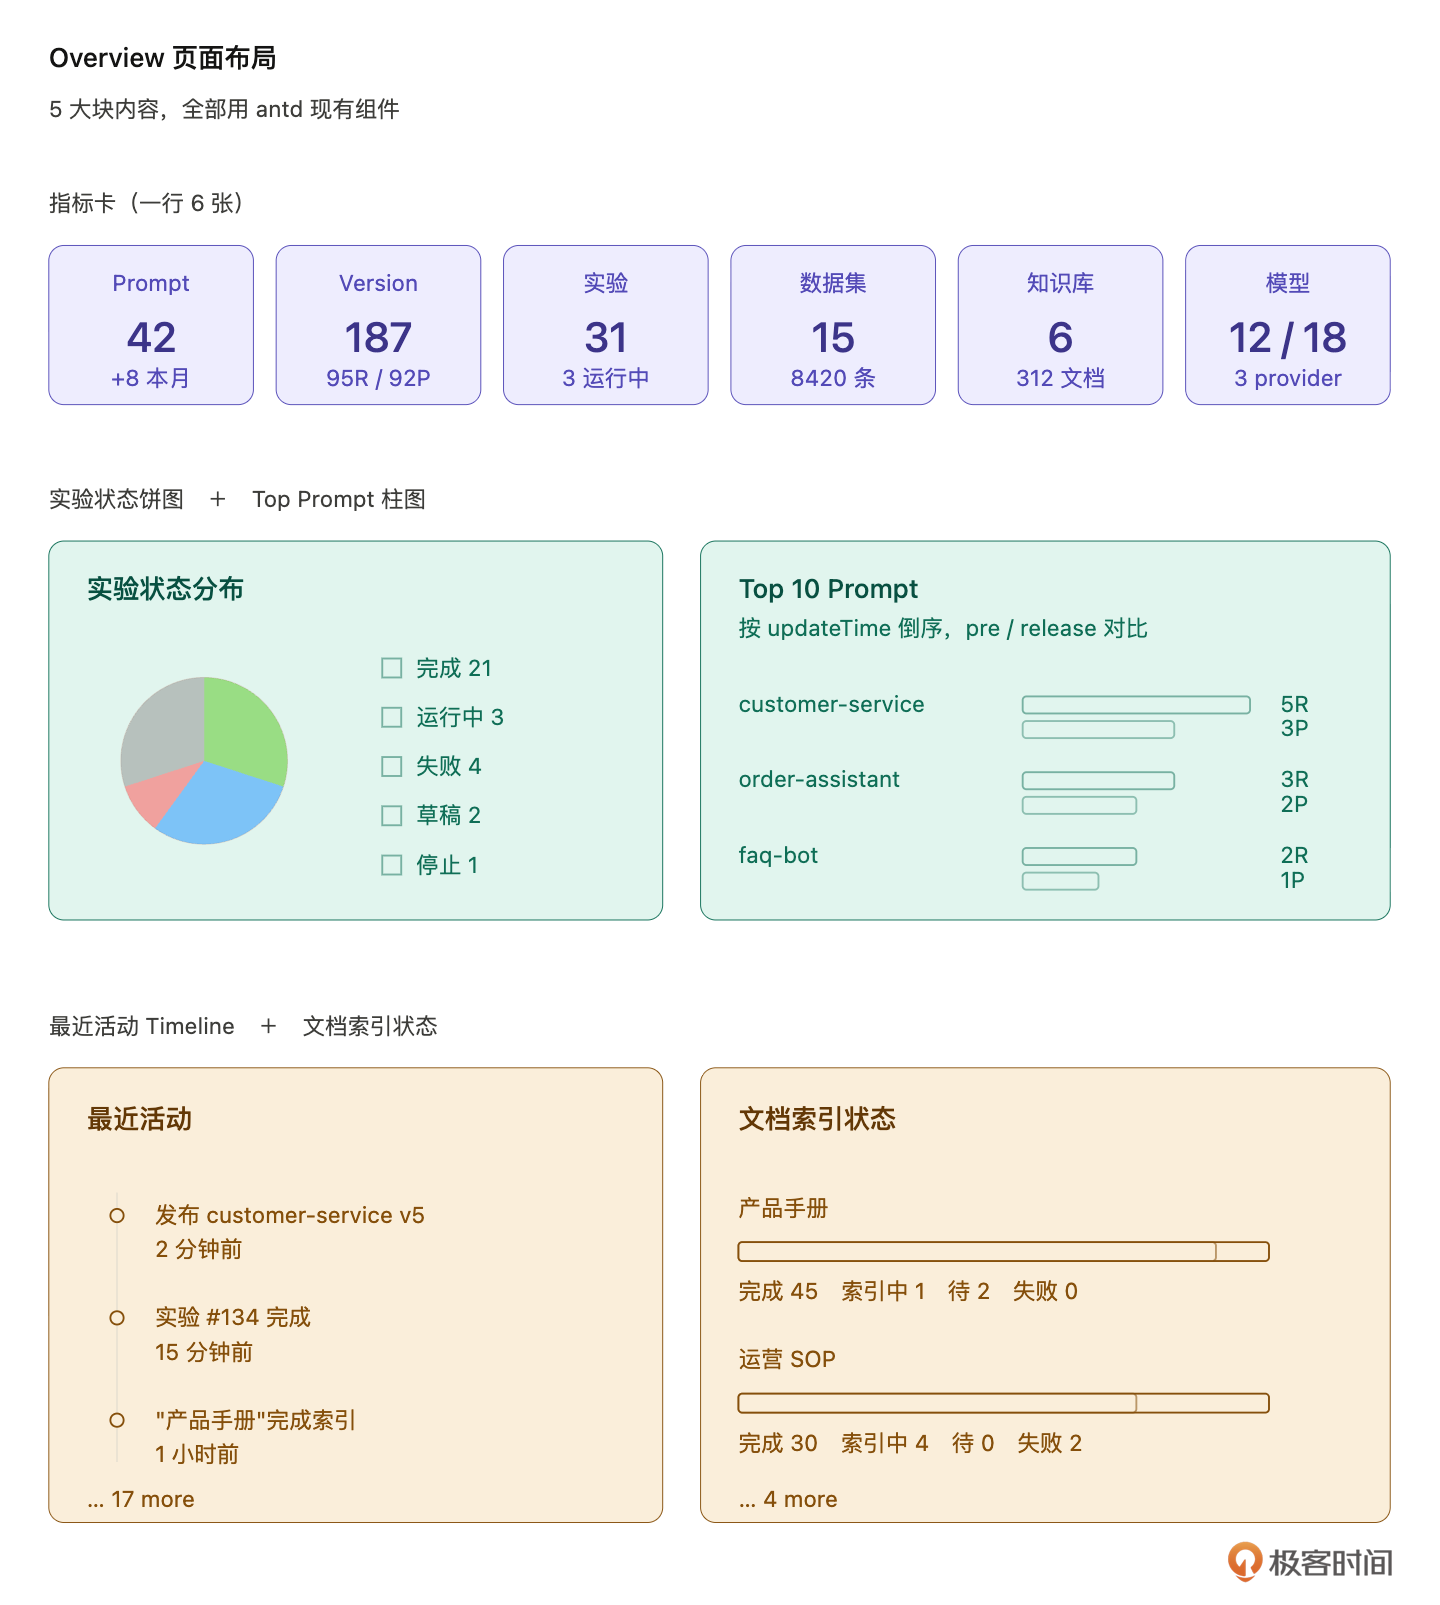 Overview 页面布局
5 大块内容，全部用 antd 现有组件
指标卡（一行 6 张）
Prompt
42
+8 本月
Version
187
95R / 92P
实验
31
3 运行中
数据集
15
8420 条
知识库
6
312 文档
模型
12 / 18
3 provider
实验状态饼图 + Top Prompt 柱图
实验状态分布
完成 21
运行中 3
失败 4
草稿 2
停止 1
Top 10 Prompt
按 updateTime 倒序，pre / release 对比
customer-service
5R
3P
order-assistant
3R
2P
faq-bot
2R
1P
最近活动 Timeline + 文档索引状态
最近活动
发布 customer-service v5
2 分钟前
实验 #134 完成
15 分钟前
"产品手册"完成索引
1 小时前
... 17 more
文档索引状态
产品手册
完成 45 索引中 1 待 2 失败 0
运营 SOP
完成 30 索引中 4 待 0 失败 2
... 4 more
极客时间